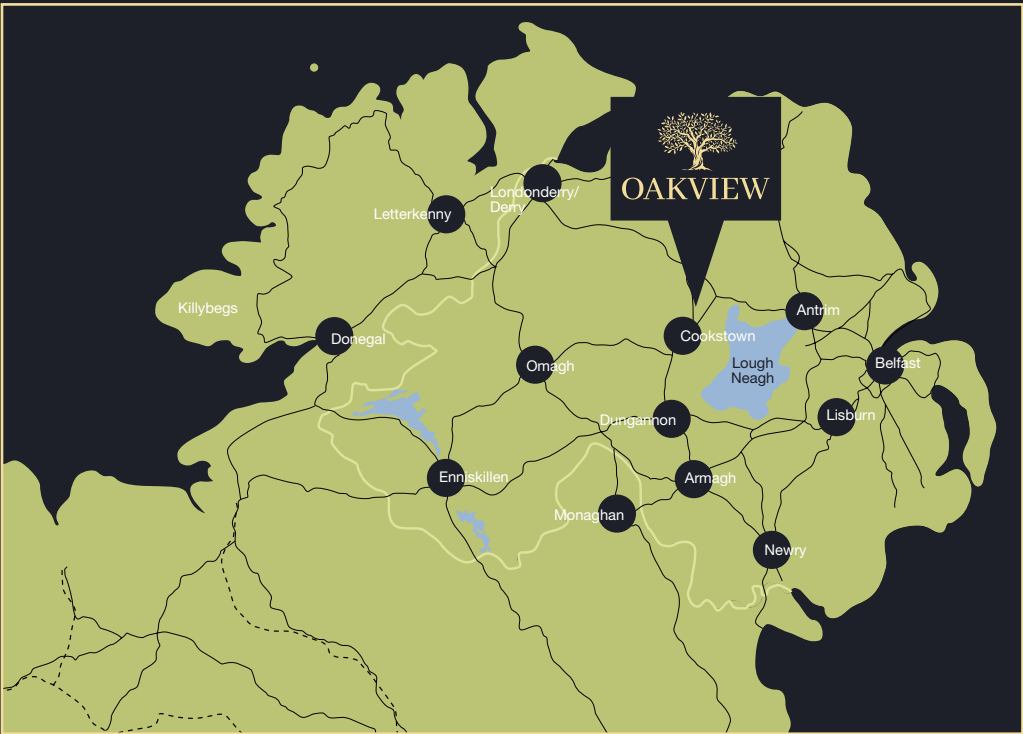 OAKVIEW
Londonderry/
Derry
Letterkenny
Killybegs
Donegal
Antrim
Cookstown
Omagh
Lough
Neagh
Belfast
Dungannon
Lisburn
Enniskillen
Armagh
Monaghan
Newry